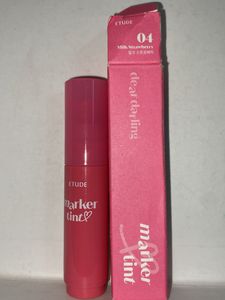 ETUDE
marker
tint
ETUDE
04
Milk Strawberry
dear darling
marker
tint